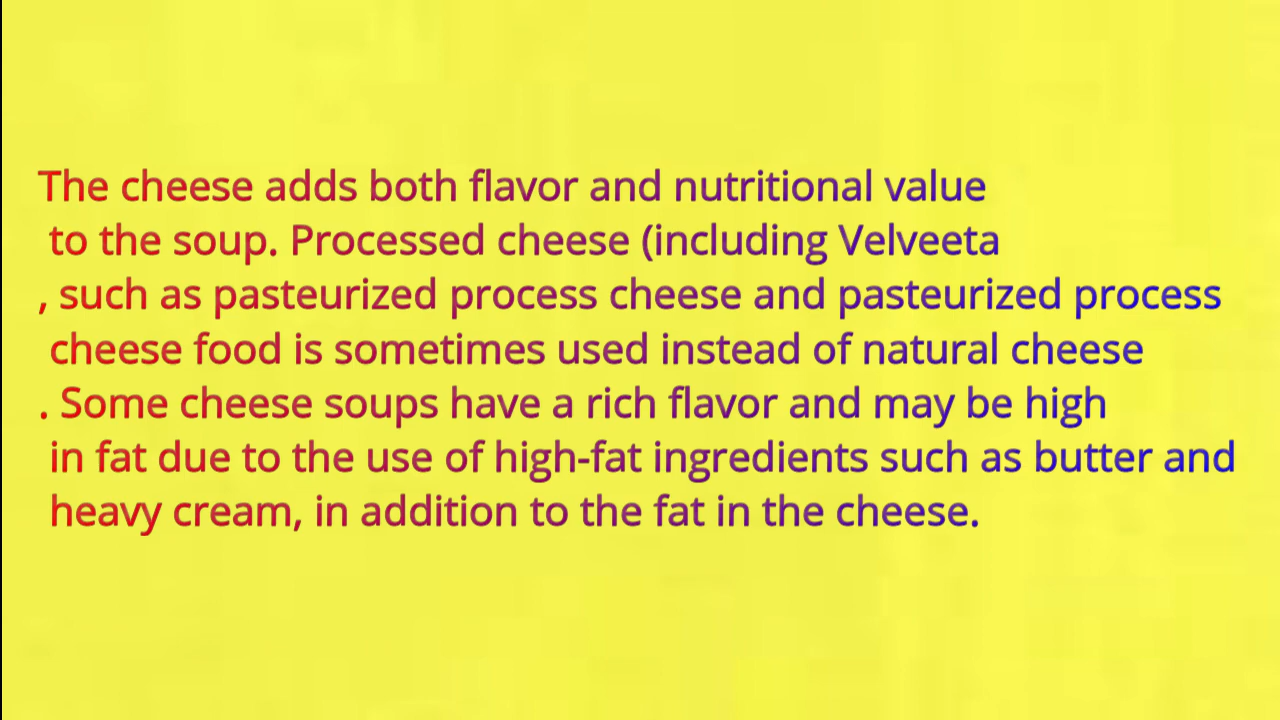 The cheese adds both flavor and nutritional value
to the soup. Processed cheese (including Velveeta
, such as pasteurized process cheese and pasteurized process
cheese food is sometimes used instead of natural cheese
. Some cheese soups have a rich flavor and may be high
in fat due to the use of high-fat ingredients such as butter and
heavy cream, in addition to the fat in the cheese.